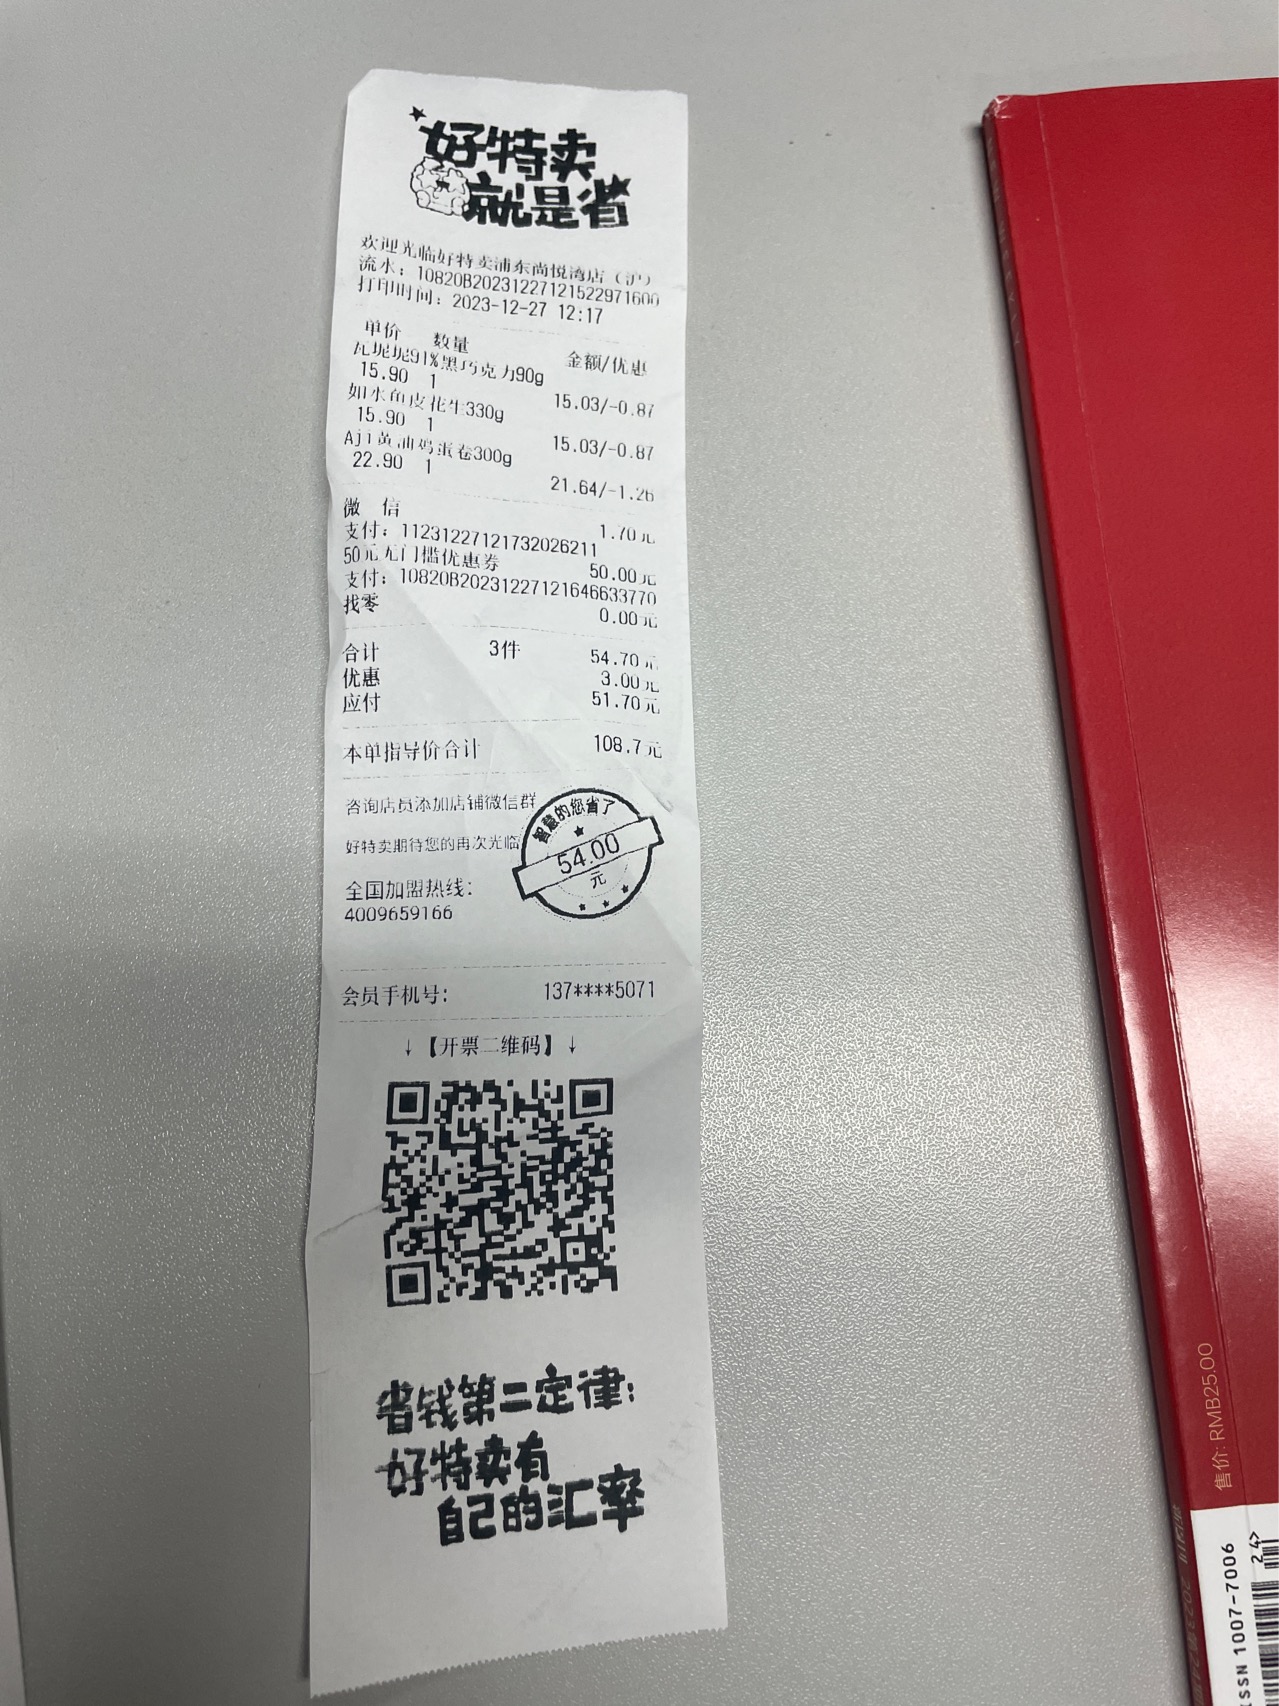 好特卖
就是省
欢迎光临好特卖浦东尚悦湾店（沪）
流水：10820B20231227121522971600
打印时间：2023-12-27 12:17
单价 数量 金额/优惠
瓦妮妮91%黑巧克力90g
15.90 1 15.03/-0.87
如水鱼皮花生330g
15.90 1 15.03/-0.87
Aji黄油鸡蛋卷300g
22.90 1 21.64/-1.26
微 信 1.70元
支付：11231227121732026211
50元无门槛优惠券 50.00元
支付：10820B20231227121646633770
找零 0.00元
合计 3件 54.70元
优惠 3.00元
应付 51.70元
本单指导价合计 108.7元
咨询店员添加店铺微信群
好特卖期待您的再次光临
智慧的您省了
54.00
元
全国加盟热线：
4009659166
会员手机号： 137****5071
↓【开票二维码】↓
省钱第二定律：
好特卖有
自己的汇率
售价: RMB25.00
ISSN 1007-7006
24>